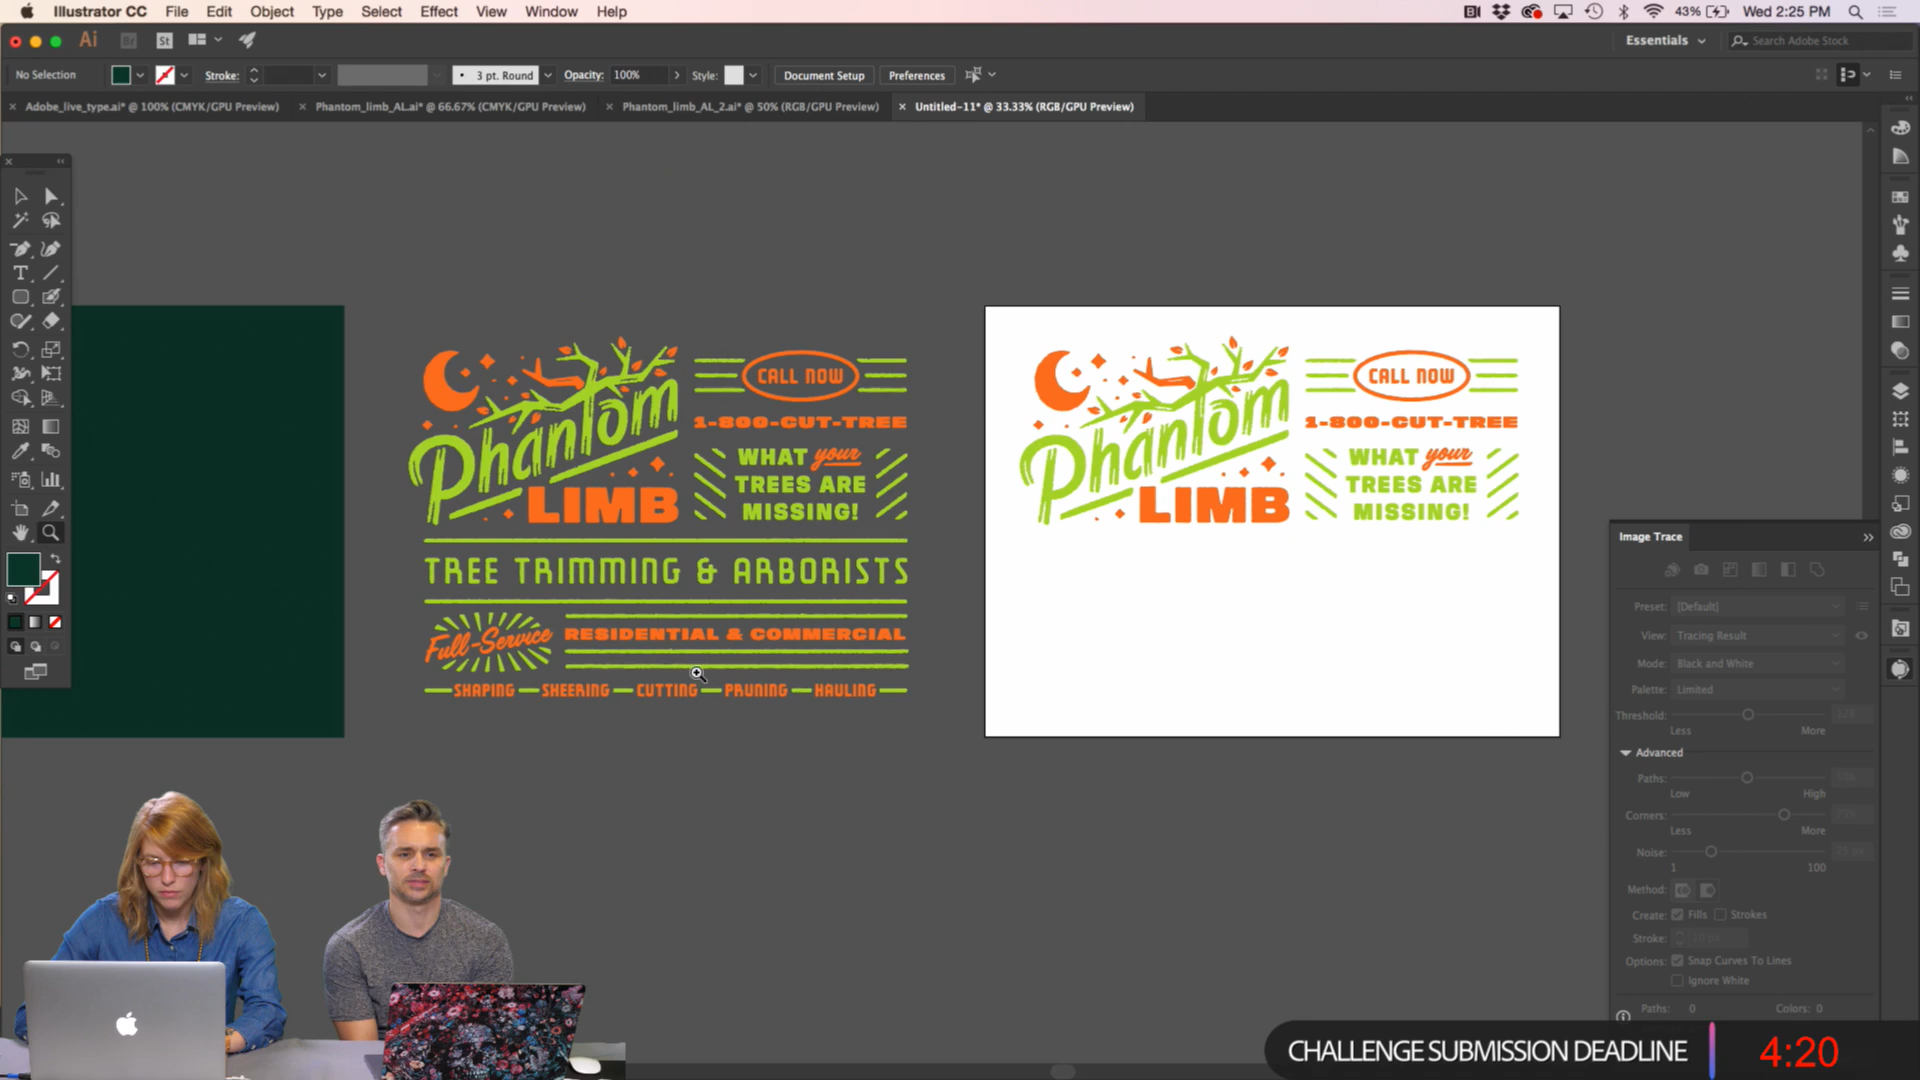 Illustrator CC File Edit Object Type Select Effect View Window Help 43% Wed 2:25 PM
Ai Br St Essentials Search Adobe Stock
No Selection Stroke: 3 pt. Round Opacity: 100% Style: Document Setup Preferences
Adobe_live_type.ai* @ 100% (CMYK/GPU Preview) Phantom_limb_AL.ai* @ 66.67% (CMYK/GPU Preview) Phantom_limb_AL_2.ai* @ 50% (RGB/GPU Preview) Untitled-11* @ 33.33% (RGB/GPU Preview)
Phantom
LIMB
CALL NOW
1-800-CUT-TREE
WHAT your
TREES ARE
MISSING!
TREE TRIMMING & ARBORISTS
Full-Service
RESIDENTIAL & COMMERCIAL
SHAPING SHEERING CUTTING PRUNING HAULING
Phantom
LIMB
CALL NOW
1-800-CUT-TREE
WHAT your
TREES ARE
MISSING!
Image Trace
Preset: [Default]
View: Tracing Result
Mode: Black and White
Palette: Limited
Threshold:
Less More
Advanced
Paths:
Low High
Corners:
Less More
Noise:
1 100
Method:
Create: Fills Strokes
Stroke:
Options: Snap Curves To Lines
Ignore White
Paths: 0 Colors: 0
CHALLENGE SUBMISSION DEADLINE 4:20